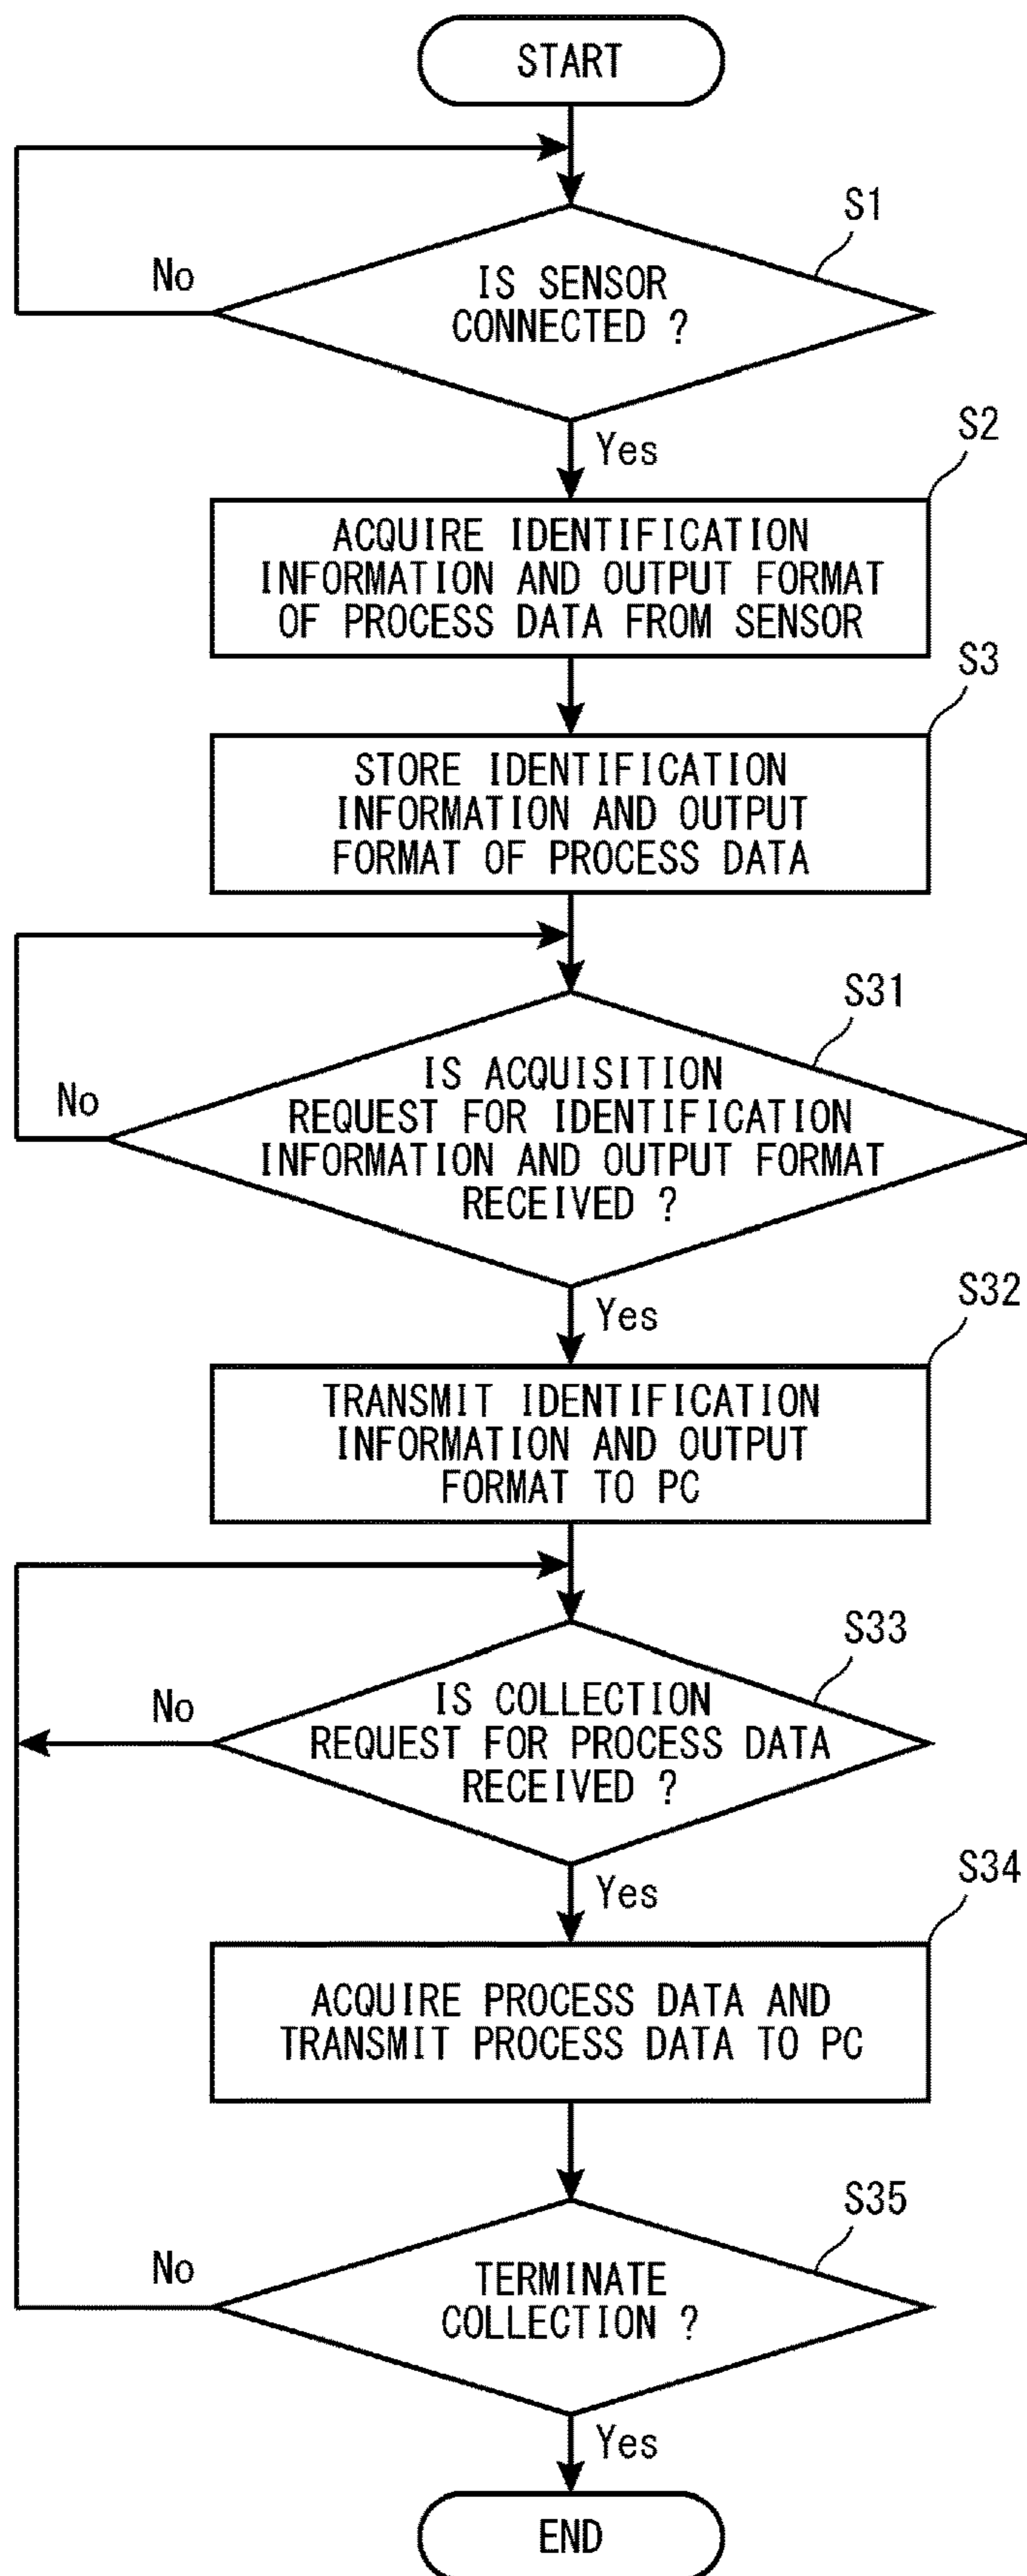 START
S1
IS SENSOR
CONNECTED ?
No
Yes
S2
ACQUIRE IDENTIFICATION
INFORMATION AND OUTPUT FORMAT
OF PROCESS DATA FROM SENSOR
S3
STORE IDENTIFICATION
INFORMATION AND OUTPUT
FORMAT OF PROCESS DATA
S31
IS ACQUISITION
REQUEST FOR IDENTIFICATION
INFORMATION AND OUTPUT FORMAT
RECEIVED ?
No
Yes
S32
TRANSMIT IDENTIFICATION
INFORMATION AND OUTPUT
FORMAT TO PC
S33
IS COLLECTION
REQUEST FOR PROCESS DATA
RECEIVED ?
No
Yes
S34
ACQUIRE PROCESS DATA AND
TRANSMIT PROCESS DATA TO PC
S35
TERMINATE
COLLECTION ?
No
Yes
END